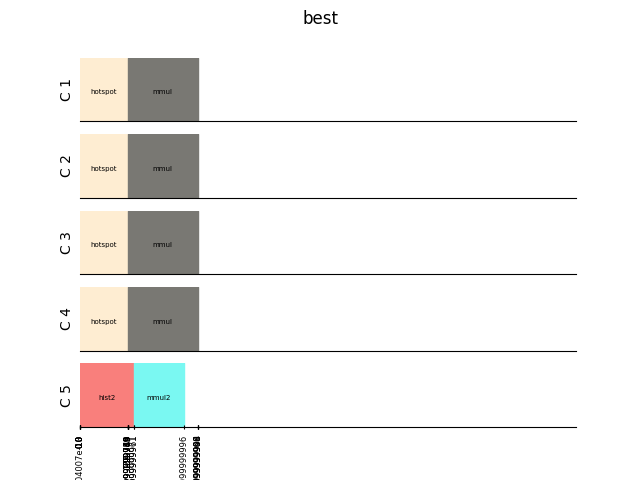 best
C 1
hotspot
mmul
C 2
hotspot
mmul
C 3
hotspot
mmul
C 4
hotspot
mmul
C 5
hist2
mmul2